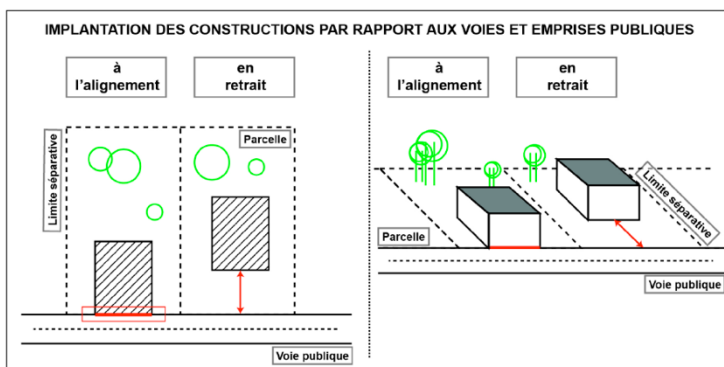 IMPLANTATION DES CONSTRUCTIONS PAR RAPPORT AUX VOIES ET EMPRISES PUBLIQUES
à
l'alignement
en
retrait
Limite séparative
Parcelle
Voie publique
à
l'alignement
en
retrait
Limite séparative
Parcelle
Voie publique